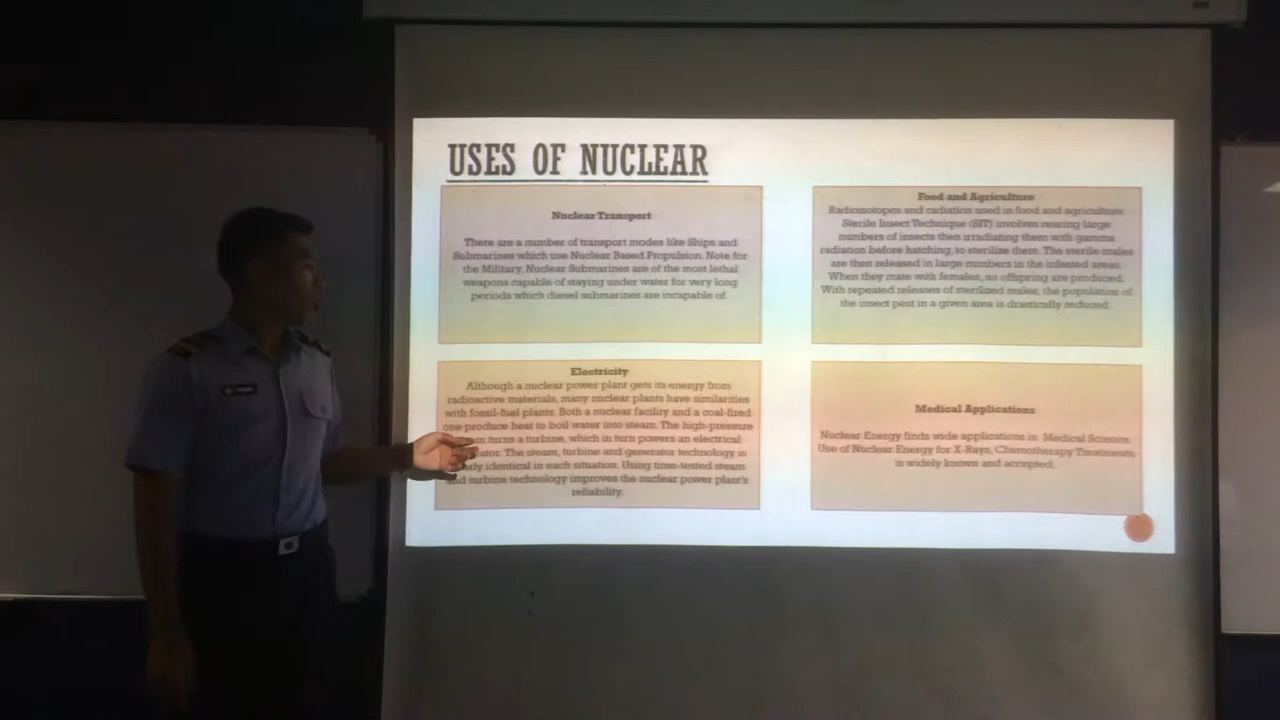 USES OF NUCLEAR
Nuclear Transport
There are a number of transport modes like Ships and
Submarines which use Nuclear Based Propulsion. Note for
the Military, Nuclear Submarines are of the most lethal
weapons capable of staying under water for very long
periods which diesel submarines are incapable of.
Food and Agriculture
Radioisotopes and radiation used in food and agriculture.
Sterile Insect Technique (SIT) involves rearing large
numbers of insects then irradiating them with gamma
radiation before hatching, to sterilize them. The sterile males
are then released in large numbers in the infested areas.
When they mate with females, no offspring are produced.
With repeated releases of sterilized males, the population of
the insect pest in a given area is drastically reduced.
Electricity
Although a nuclear power plant gets its energy from
radioactive materials, many nuclear plants have similarities
with fossil-fuel plants. Both a nuclear facility and a coal-fired
one produce heat to boil water into steam. The high-pressure
turns a turbine, which in turn powers an electrical
The steam, turbine and generator technology is
identical in each situation. Using time-tested steam
and turbine technology improves the nuclear power plant's
reliability.
Medical Applications
Nuclear Energy finds wide applications in Medical Science.
Use of Nuclear Energy for X-Rays, Chemotherapy Treatments
is widely known and accepted.